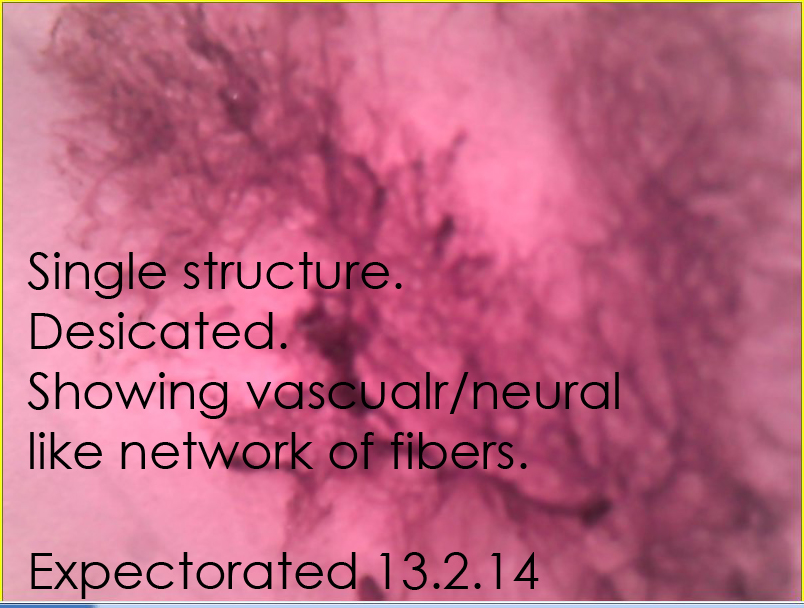 Single structure.
Desicated.
Showing vascualr/neural
like network of fibers.
Expectorated 13.2.14